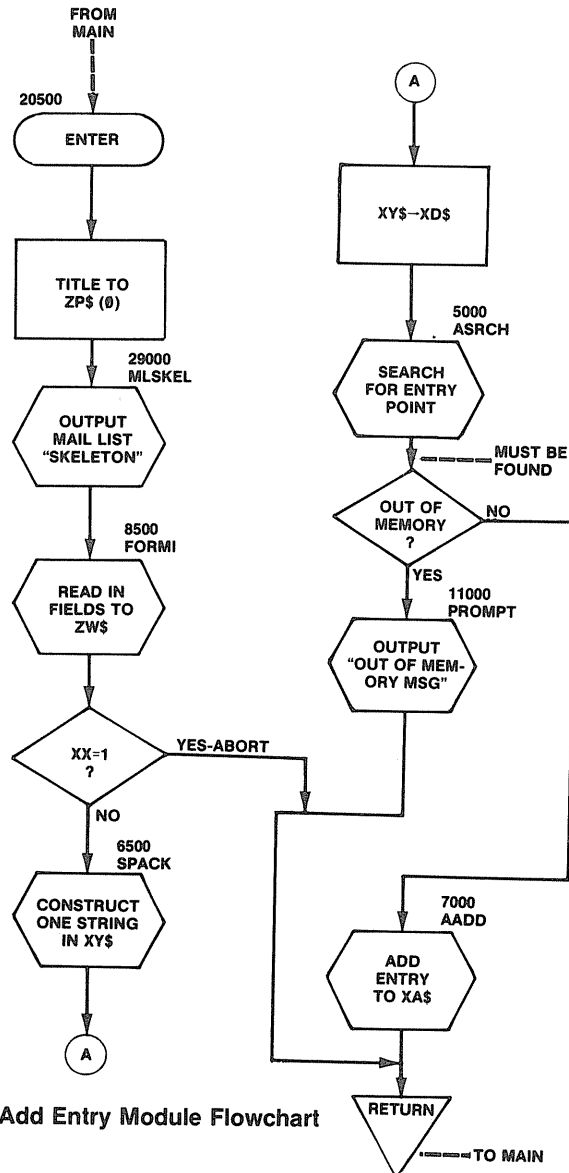 FROM
MAIN
20500
ENTER
TITLE TO
ZP$ (0)
29000
MLSKEL
OUTPUT
MAIL LIST
“SKELETON”
8500
FORMI
READ IN
FIELDS TO
ZW$
XX=1
?
YES-ABORT
NO
6500
SPACK
CONSTRUCT
ONE STRING
IN XY$
A
A
XY$→XD$
5000
ASRCH
SEARCH
FOR ENTRY
POINT
MUST BE
FOUND
OUT OF
MEMORY
?
NO
YES
11000
PROMPT
OUTPUT
“OUT OF MEM-
ORY MSG”
7000
AADD
ADD
ENTRY
TO XA$
RETURN
TO MAIN
Add Entry Module Flowchart